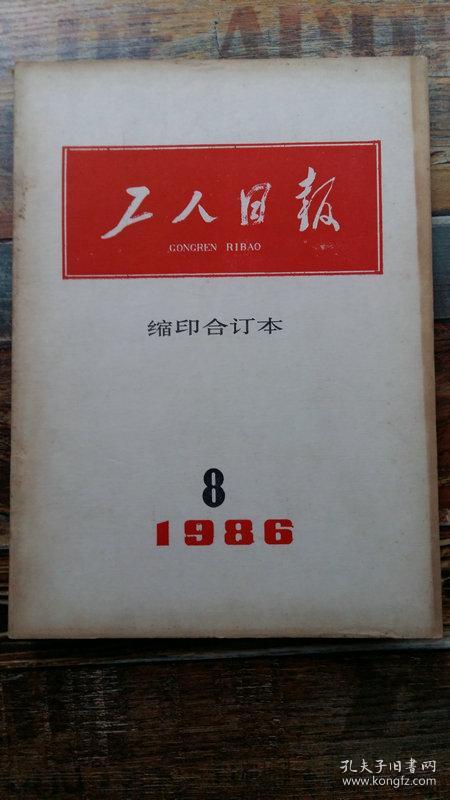 工人日报
GONGREN RIBAO
缩印合订本
8
1986
孔夫子旧书网
www.kongfz.com